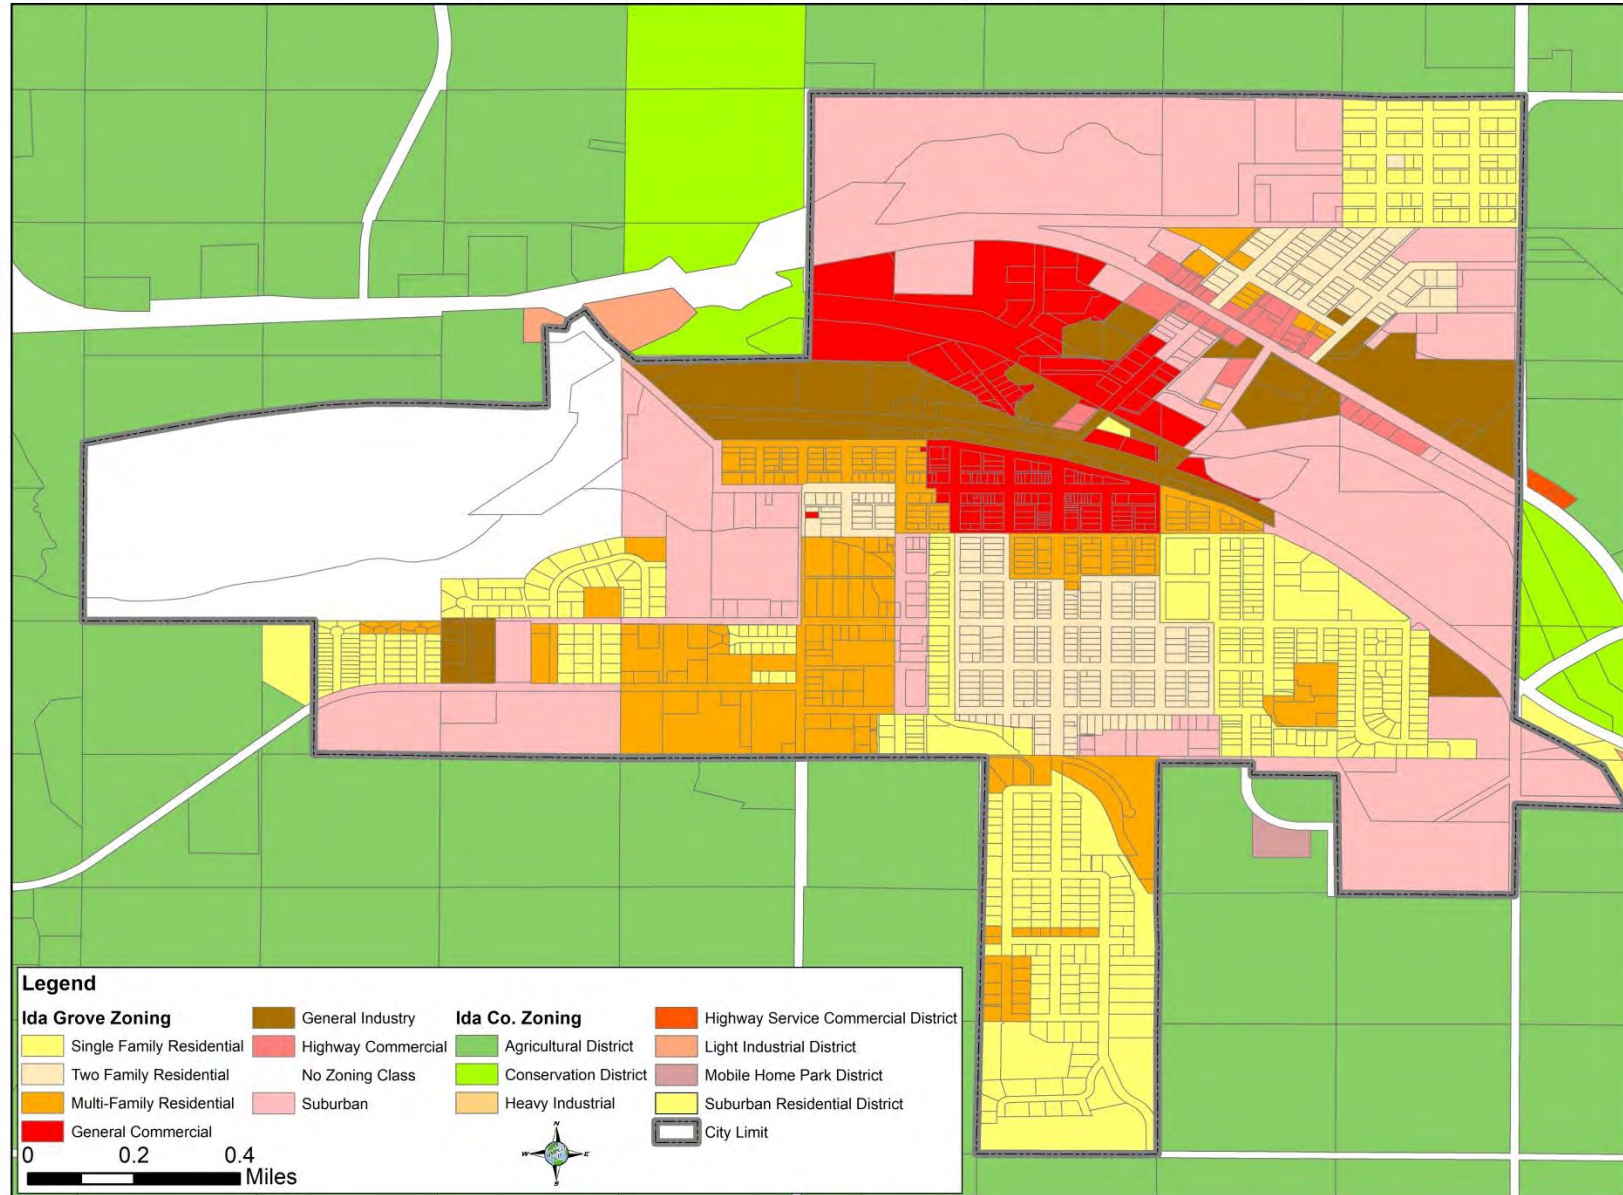 Legend
Ida Grove Zoning
Single Family Residential
Two Family Residential
Multi-Family Residential
General Commercial
General Industry
Highway Commercial
No Zoning Class
Suburban
Ida Co. Zoning
Agricultural District
Conservation District
Heavy Industrial
Highway Service Commercial District
Light Industrial District
Mobile Home Park District
Suburban Residential District
City Limit
0 0.2 0.4
Miles
N
W E
S